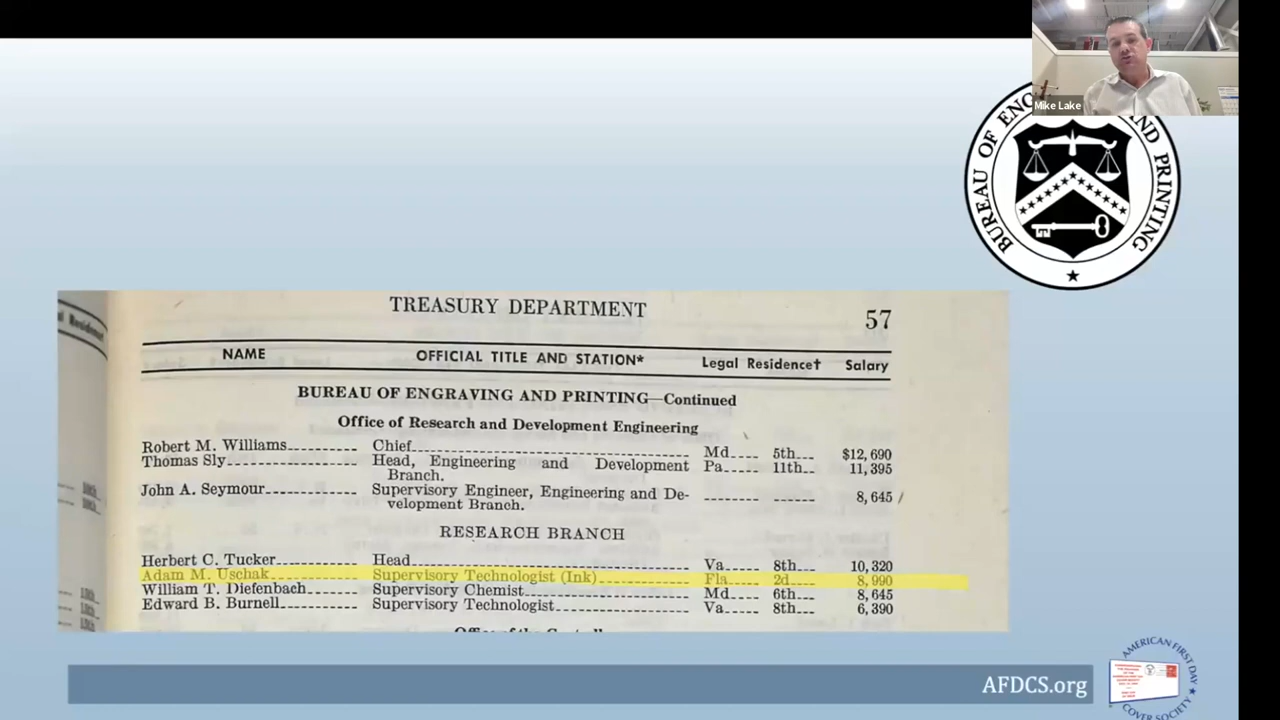 Mike Lake
BUREAU OF ENGRAVING AND PRINTING
TREASURY DEPARTMENT 57
NAME OFFICIAL TITLE AND STATION* Legal Residence† Salary
BUREAU OF ENGRAVING AND PRINTING—Continued
Office of Research and Development Engineering
Robert M. Williams Chief Md 5th $12,690
Thomas Sly Head, Engineering and Development Pa 11th 11,395
Branch.
John A. Seymour Supervisory Engineer, Engineering and De- 8,645
velopment Branch.
RESEARCH BRANCH
Herbert C. Tucker Head Va 8th 10,320
Adam M. Uschak Supervisory Technologist (Ink) Fla 2d 8,990
William T. Diefenbach Supervisory Chemist Md 6th 8,645
Edward B. Burnell Supervisory Technologist Va 8th 6,390
AFDCS.org
AMERICAN FIRST DAY
COVER SOCIETY